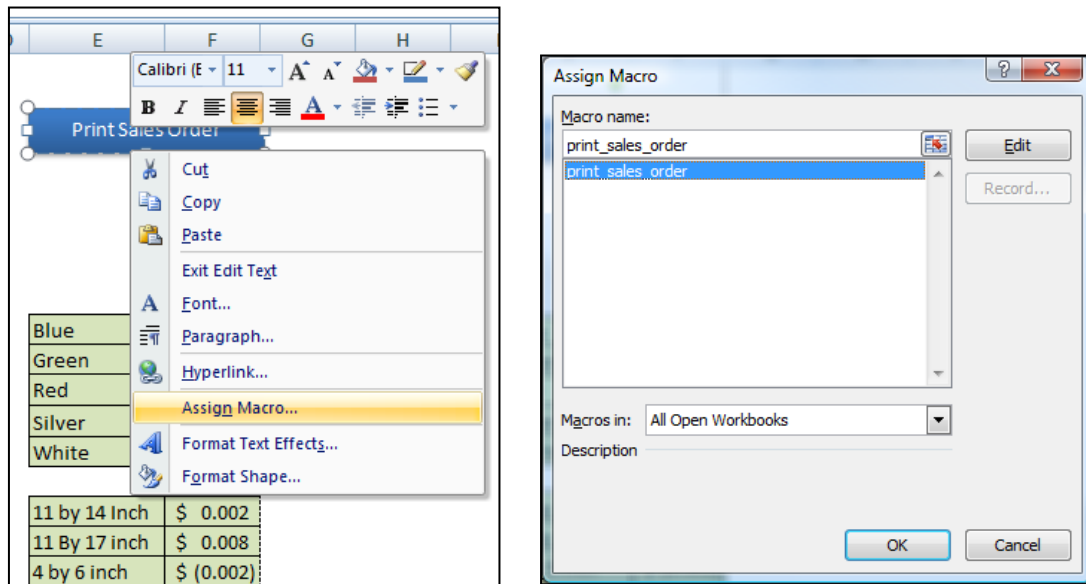 E F G H
Calibri (E 11 A A
B I A
Print Sales Order
Cut
Copy
Paste
Exit Edit Text
A Font...
Paragraph...
Hyperlink...
Assign Macro...
Format Text Effects...
Format Shape...
Blue
Green
Red
Silver
White
11 by 14 Inch $ 0.002
11 By 17 inch $ 0.008
4 by 6 inch $ (0.002)
Assign Macro
Macro name:
print_sales_order
Edit
print_sales_order
Record...
Macros in: All Open Workbooks
Description
OK Cancel